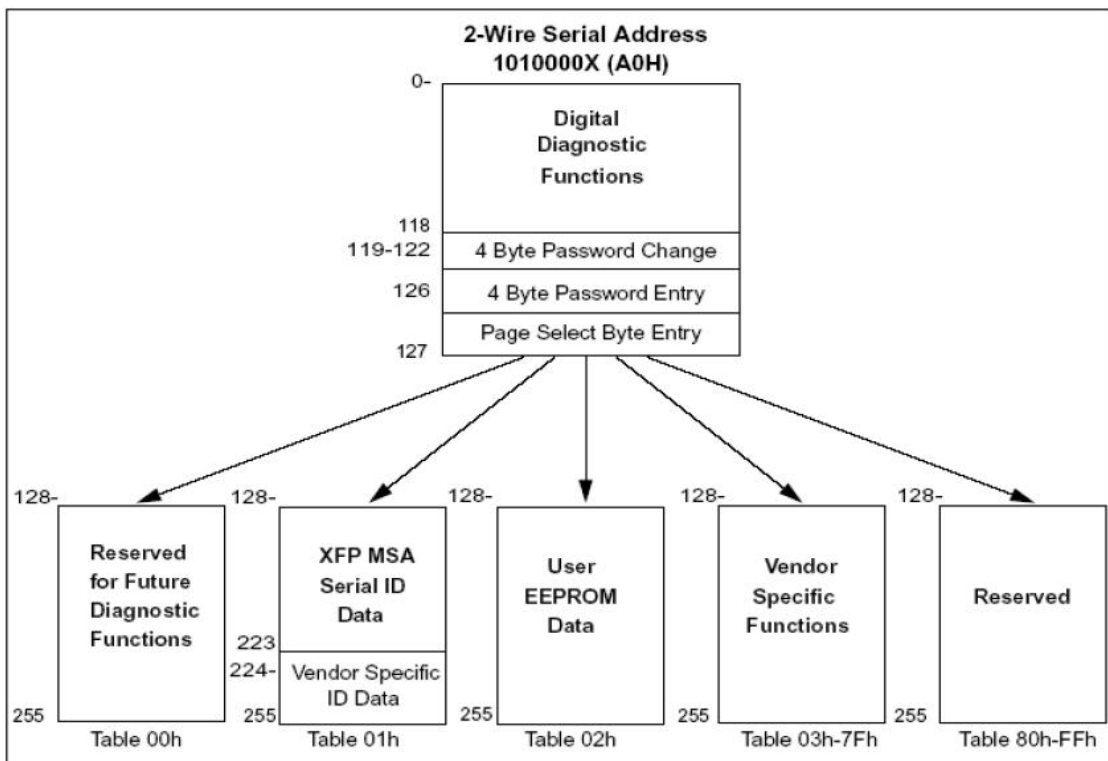 2-Wire Serial Address
1010000X (A0H)
0-
Digital
Diagnostic
Functions
118
119-122
4 Byte Password Change
126
4 Byte Password Entry
Page Select Byte Entry
127
128-
Reserved
for Future
Diagnostic
Functions
255
Table 00h
128-
XFP MSA
Serial ID
Data
223
224-
Vendor Specific
ID Data
255
Table 01h
128-
User
EEPROM
Data
255
Table 02h
128-
Vendor
Specific
Functions
255
Table 03h-7Fh
128-
Reserved
255
Table 80h-FFh